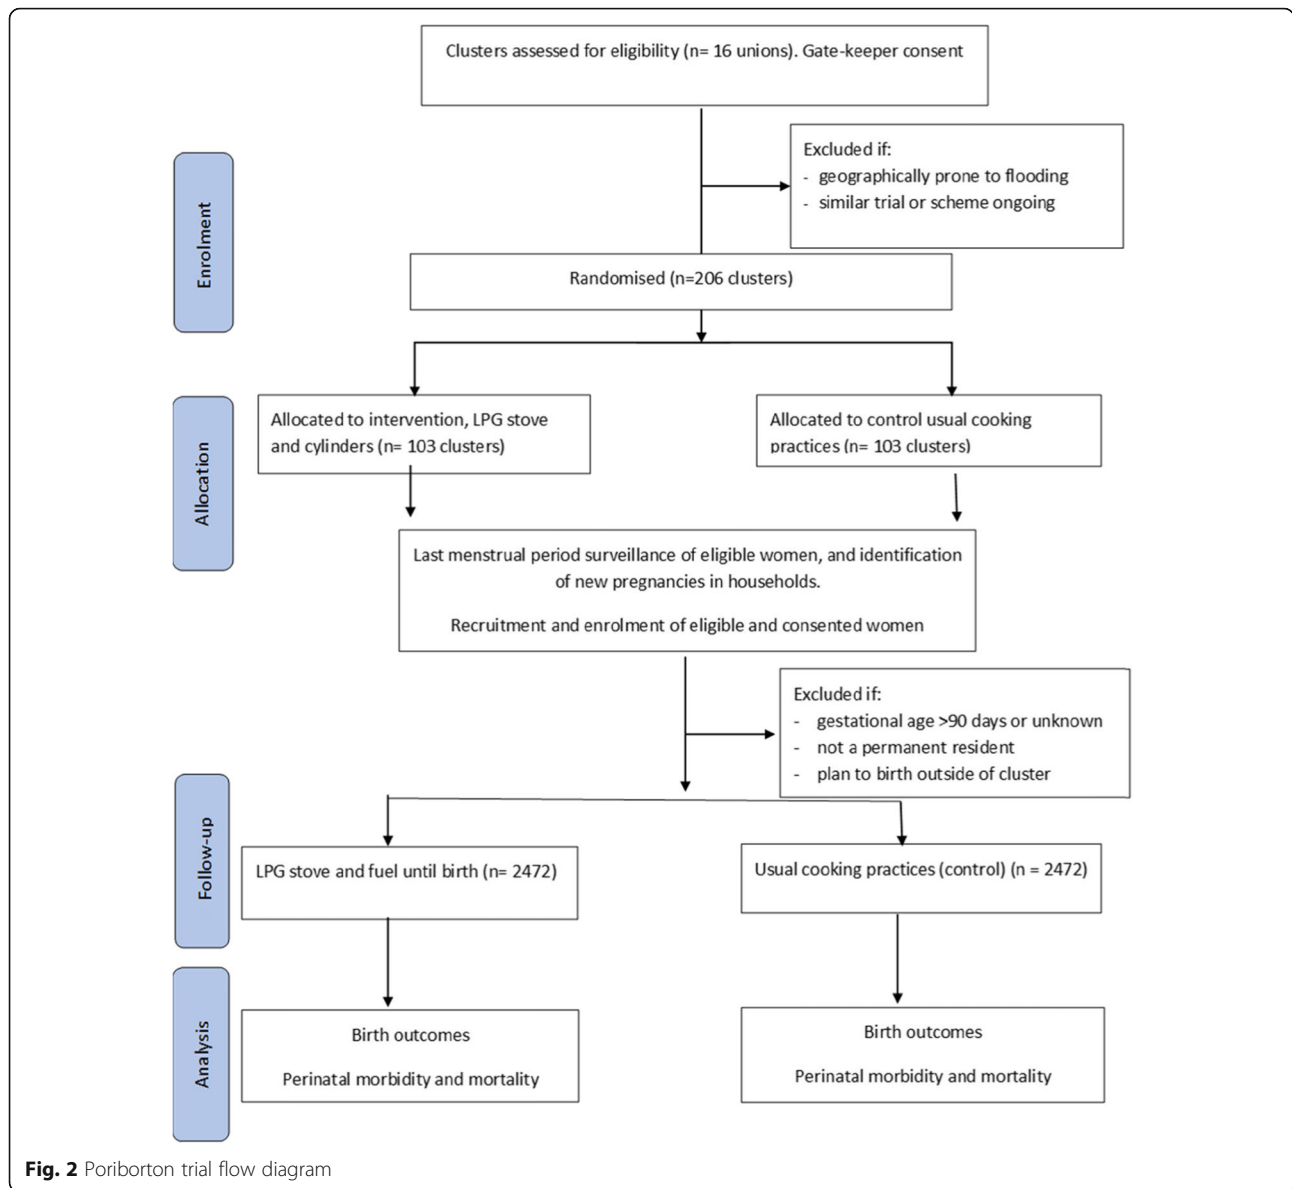 Clusters assessed for eligibility (n= 16 unions). Gate-keeper consent
Excluded if:
- geographically prone to flooding
- similar trial or scheme ongoing
Enrolment
Randomised (n=206 clusters)
Allocated to intervention, LPG stove
and cylinders (n= 103 clusters)
Allocated to control usual cooking
practices (n= 103 clusters)
Allocation
Last menstrual period surveillance of eligible women, and identification
of new pregnancies in households.
Recruitment and enrolment of eligible and consented women
Excluded if:
- gestational age >90 days or unknown
- not a permanent resident
- plan to birth outside of cluster
Follow-up
LPG stove and fuel until birth (n= 2472)
Usual cooking practices (control) (n = 2472)
Analysis
Birth outcomes
Perinatal morbidity and mortality
Birth outcomes
Perinatal morbidity and mortality
Fig. 2 Poriborton trial flow diagram